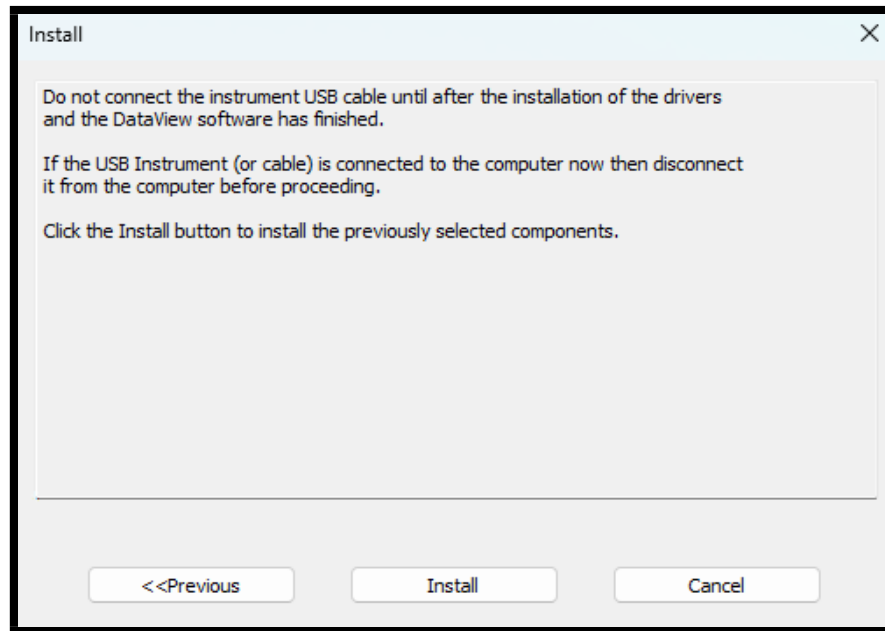 Install
Do not connect the instrument USB cable until after the installation of the drivers
and the DataView software has finished.
If the USB Instrument (or cable) is connected to the computer now then disconnect
it from the computer before proceeding.
Click the Install button to install the previously selected components.
<<Previous
Install
Cancel